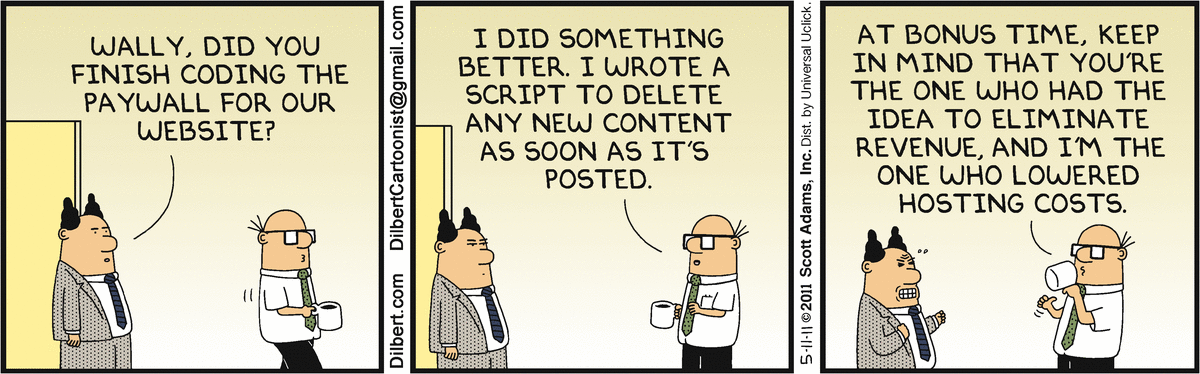 WALLY, DID YOU
FINISH CODING THE
PAYWALL FOR OUR
WEBSITE?
Dilbert.com DilbertCartoonist@gmail.com
I DID SOMETHING
BETTER. I WROTE A
SCRIPT TO DELETE
ANY NEW CONTENT
AS SOON AS IT'S
POSTED.
5-11-11 © 2011 Scott Adams, Inc. Dist. by Universal Uclick.
AT BONUS TIME, KEEP
IN MIND THAT YOU'RE
THE ONE WHO HAD THE
IDEA TO ELIMINATE
REVENUE, AND I'M THE
ONE WHO LOWERED
HOSTING COSTS.